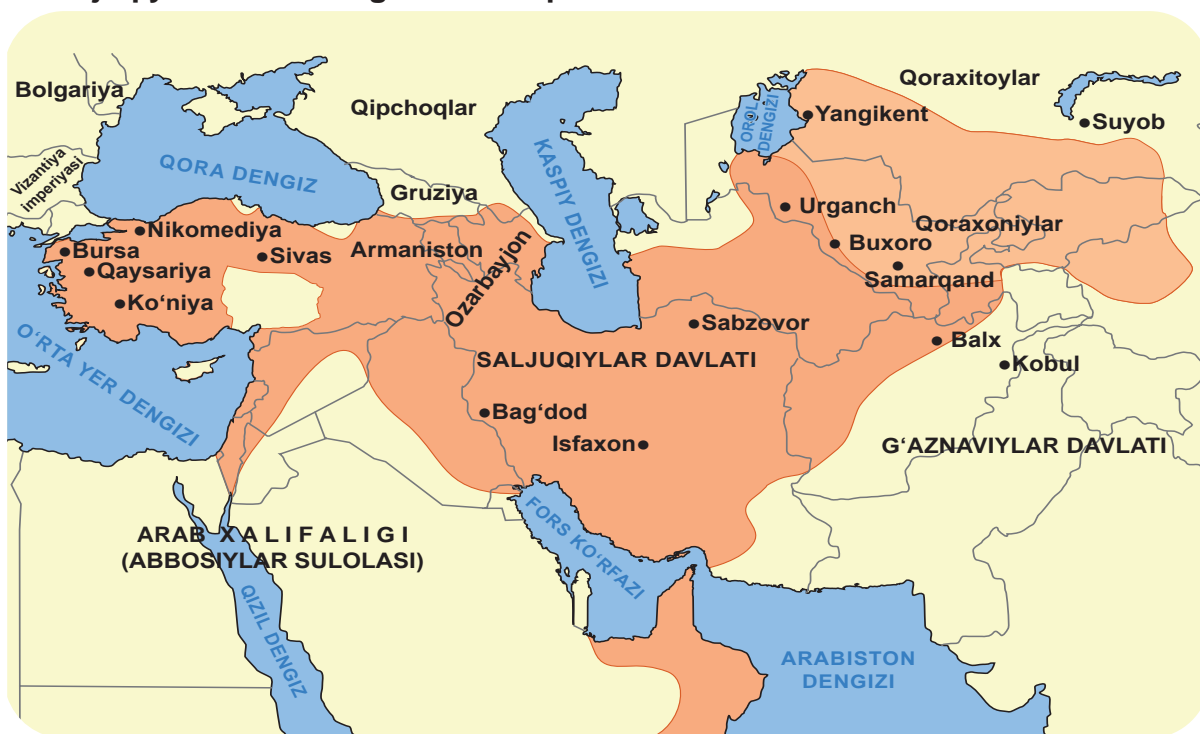 Bolgariya
Qipchoqlar
Qoraxitoylar
Suyob
Yangikent
OROL
DENGIZI
Vizantiya
imperiyasi
QORA DENGIZ
KASPIY DENGIZI
Gruziya
Urganch
Qoraxoniylar
Nikomediya
Bursa
Sivas
Armaniston
Ozarbayjon
Buxoro
Samarqand
Qaysariya
Ko‘niya
Sabzovor
Balx
Kobul
O‘RTA YER DENGIZI
SALJUQIYLAR DAVLATI
Bag‘dod
Isfaxon
G‘AZNAVIYLAR DAVLATI
ARAB XALIFALIGI
(ABBOSIYLAR SULOLASI)
FORS KO‘RFAZI
QIZIL DENGIZ
ARABISTON
DENGIZI